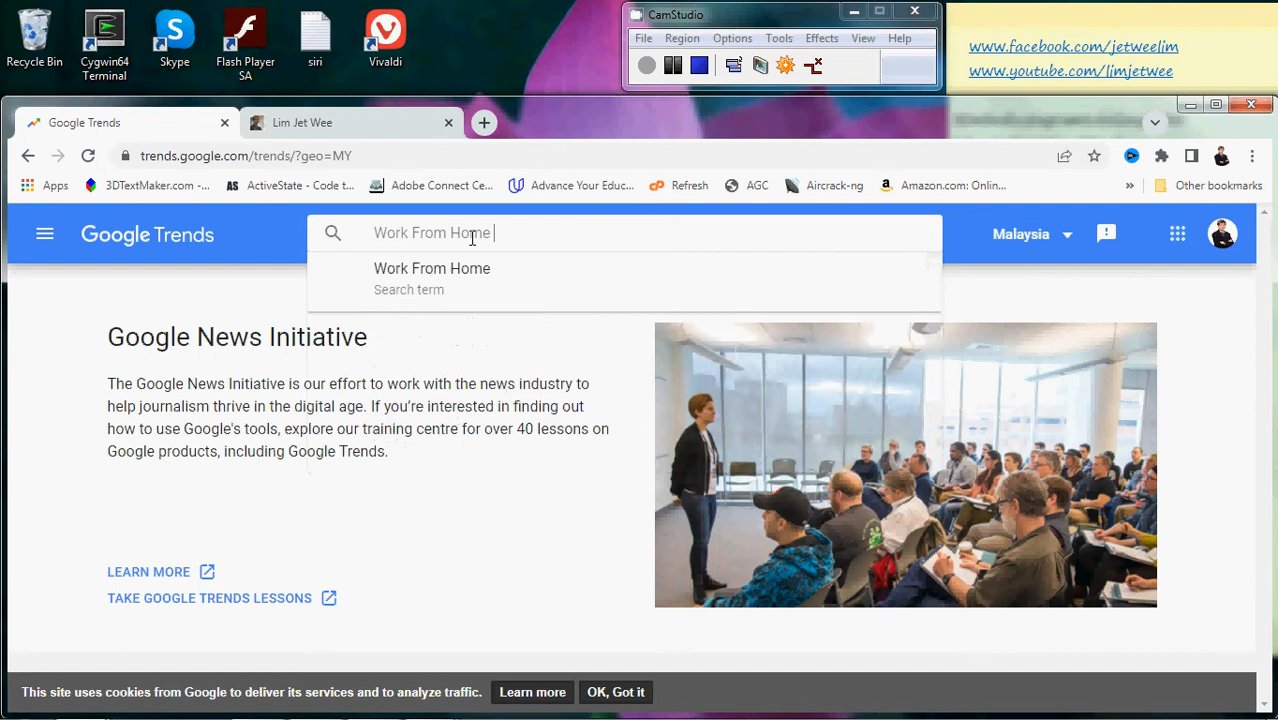 CamStudio
File Region Options Tools Effects View Help
www.facebook.com/jetweelim
www.youtube.com/limjetwee
Recycle Bin
Cygwin64 Terminal
Skype
Flash Player SA
siri
Vivaldi
Google Trends
Lim Jet Wee
trends.google.com/trends/?geo=MY
Apps
3DTextMaker.com -...
ActiveState - Code t...
Adobe Connect Ce...
Advance Your Educ...
Refresh
AGC
Aircrack-ng
Amazon.com: Onlin...
»
Other bookmarks
Google Trends
Work From Home
Malaysia
Work From Home
Search term
Google News Initiative
The Google News Initiative is our effort to work with the news industry to
help journalism thrive in the digital age. If you're interested in finding out
how to use Google's tools, explore our training centre for over 40 lessons on
Google products, including Google Trends.
LEARN MORE
TAKE GOOGLE TRENDS LESSONS
This site uses cookies from Google to deliver its services and to analyze traffic.
Learn more
OK, Got it